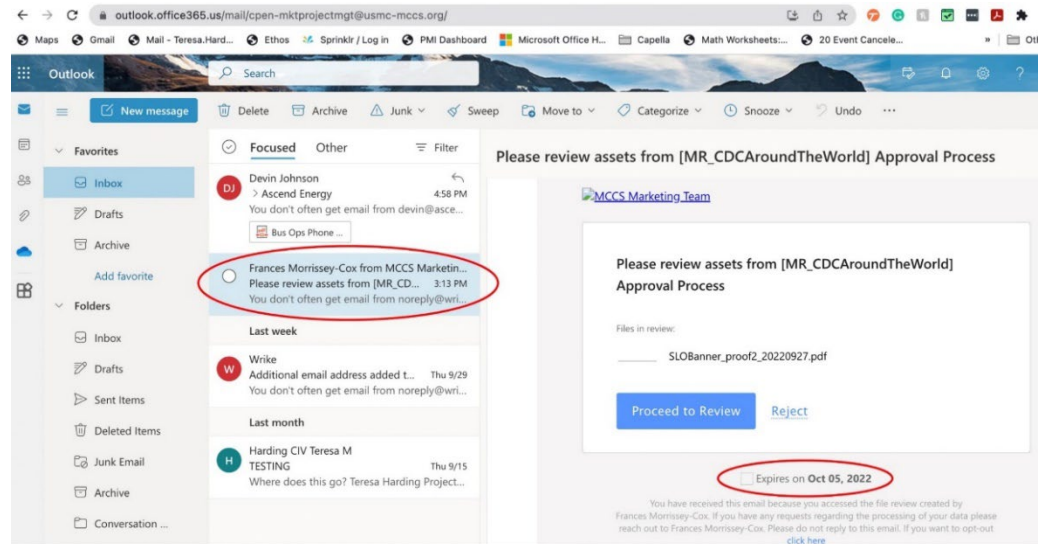 outlook.office365.us/mail/cpen-mktprojectmgt@usmc-mccs.org/
Maps Gmail Mail - Teresa.Hard... Ethos Sprinklr / Log in PMI Dashboard Microsoft Office H... Capella Math Worksheets:... 20 Event Cancele... » Oth
Outlook
Search
New message
Delete Archive Junk Sweep Move to Categorize Snooze Undo ...
Favorites
Inbox
Drafts
Archive
Add favorite
Folders
Inbox
Drafts
Sent Items
Deleted Items
Junk Email
Archive
Conversation ...
Focused Other Filter
DJ
Devin Johnson
> Ascend Energy 4:58 PM
You don't often get email from devin@asce...
Bus Ops Phone ...
Frances Morrissey-Cox from MCCS Marketin...
Please review assets from [MR_CD... 3:13 PM
You don't often get email from noreply@wri...
Last week
W
Wrike
Additional email address added t... Thu 9/29
You don't often get email from noreply@wri...
Last month
H
Harding CIV Teresa M
TESTING Thu 9/15
Where does this go? Teresa Harding Project...
Please review assets from [MR_CDCAroundTheWorld] Approval Process
MCCS Marketing Team
Please review assets from [MR_CDCAroundTheWorld]
Approval Process
Files in review:
SLOBanner_proof2_20220927.pdf
Proceed to Review Reject
Expires on Oct 05, 2022
You have received this email because you accessed the file review created by
Frances Morrissey-Cox. If you have any requests regarding the processing of your data please
reach out to Frances Morrissey-Cox. Please do not reply to this email. If you want to opt-out
click here